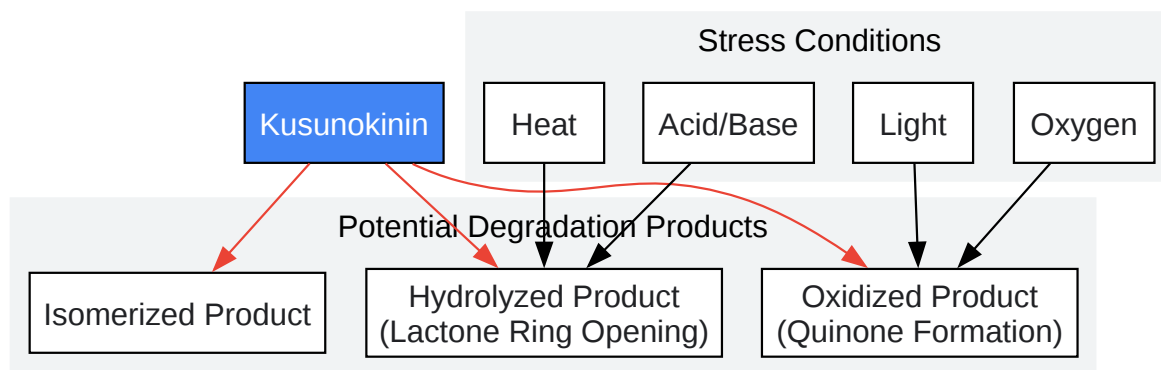 Stress Conditions
Kusunokinin
Heat
Acid/Base
Light
Oxygen
Potential Degradation Products
Isomerized Product
Hydrolyzed Product
(Lactone Ring Opening)
Oxidized Product
(Quinone Formation)